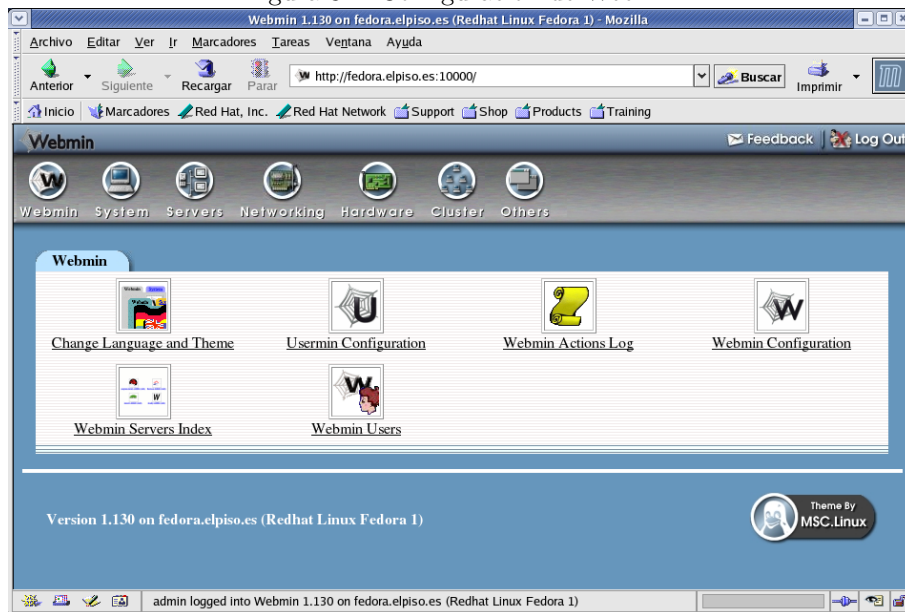 Webmin 1.130 on fedora.elpiso.es (Redhat Linux Fedora 1) - Mozilla
Archivo Editar Ver Ir Marcadores Tareas Ventana Ayuda
Anterior Siguiente Recargar Parar http://fedora.elpiso.es:10000/ Buscar Imprimir
Inicio Marcadores Red Hat, Inc. Red Hat Network Support Shop Products Training
Webmin Feedback Log Out
Webmin System Servers Networking Hardware Cluster Others
Webmin
Change Language and Theme Usermin Configuration Webmin Actions Log Webmin Configuration
Webmin Servers Index Webmin Users
Version 1.130 on fedora.elpiso.es (Redhat Linux Fedora 1)
Theme By
MSC.Linux
admin logged into Webmin 1.130 on fedora.elpiso.es (Redhat Linux Fedora 1)